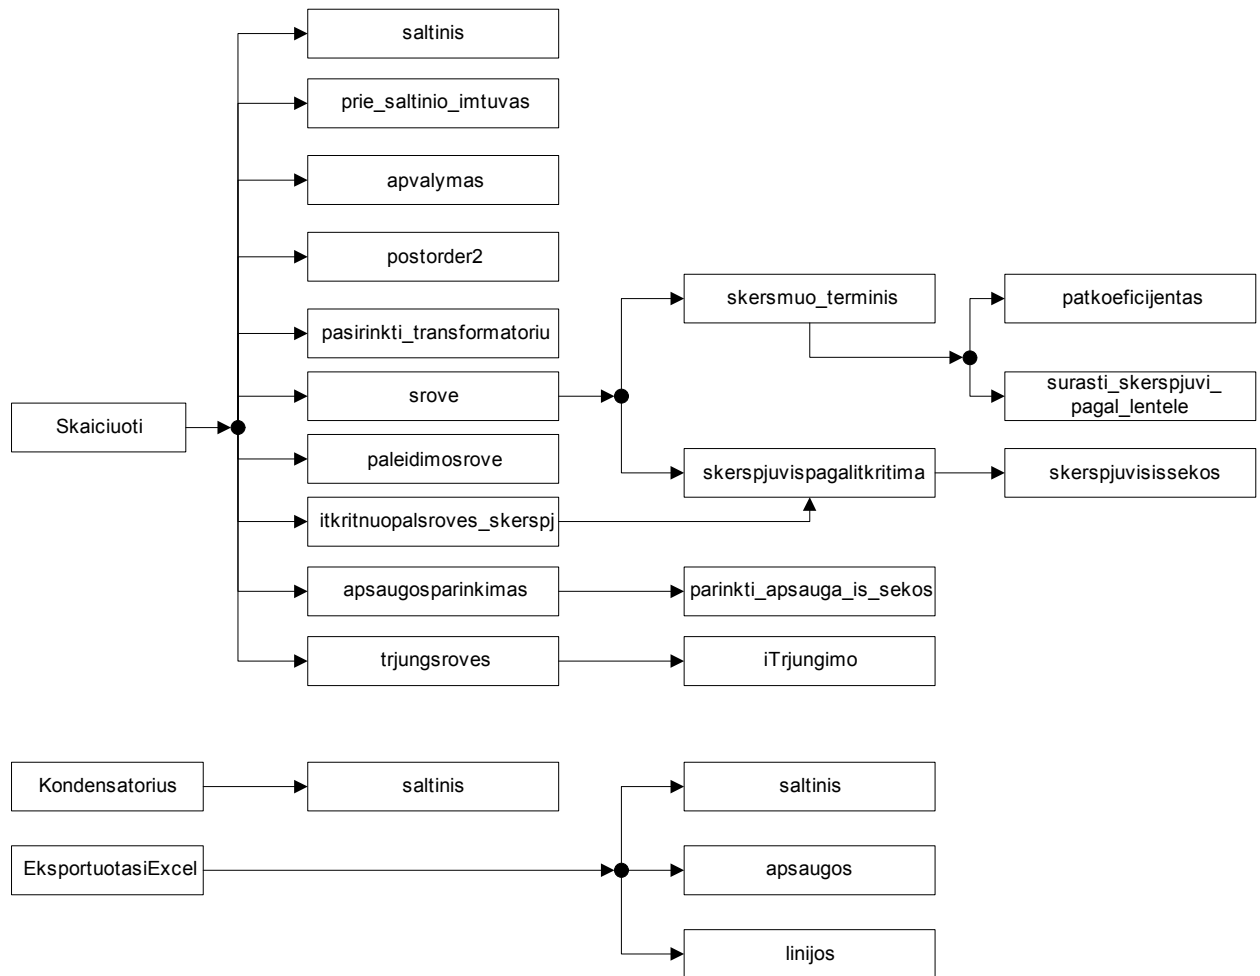 saltinis
prie_saltinio_imtuvas
apvalymas
postorder2
skersmuo_terminis
patkoeficijentas
pasirinkti_transformatoriu
srove
surasti_skerspjuvi_
pagal_lentele
Skaiciuoti
paleidimosrove
skerspjuvispagalitkritima
skerspjuvisissekos
itkritnuopalsroves_skerspj
apsaugosparinkimas
parinkti_apsauga_is_sekos
trjungsroves
iTrjungimo
Kondensatorius
saltinis
saltinis
EksportuotasiExcel
apsaugos
linijos